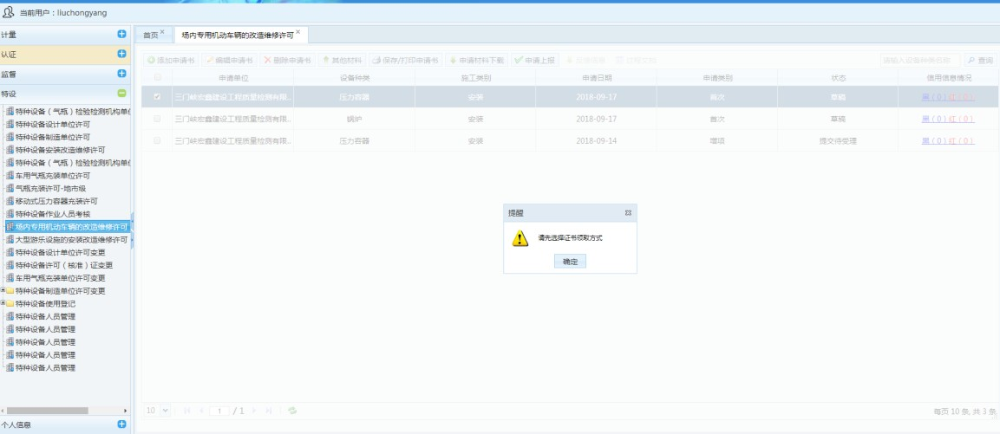 当前用户：liuchongyang
计量
认证
监督
特设
特种设备（气瓶）检验检测机构单位
特种设备设计单位许可
特种设备制造单位许可
特种设备安装改造维修许可
特种设备（气瓶）检验检测机构单位
车用气瓶充装单位许可
气瓶充装许可-地市级
移动式压力容器充装许可
特种设备作业人员考核
场内专用机动车辆的改造维修许可
大型游乐设施的安装改造维修许可
特种设备设计单位许可变更
特种设备许可（核准）证变更
车用气瓶充装单位许可变更
特种设备制造单位许可变更
特种设备使用登记
特种设备人员管理
特种设备人员管理
特种设备人员管理
特种设备人员管理
特种设备人员管理
个人信息
首页 场内专用机动车辆的改造维修许可
添加申请书 编辑申请书 删除申请书 其他材料 保存/打印申请书 申请材料下载 申请上报 请输入设备种类名称 查询
申请单位 设备种类 施工类别 申请日期 申请类别 状态 信用信息情况
三门峡宏鑫建设工程质量检测有限... 压力容器 安装 2018-09-17 首次 草稿 黑（0）红（0）
三门峡宏鑫建设工程质量检测有限... 锅炉 安装 2018-09-17 首次 草稿 黑（0）红（0）
三门峡宏鑫建设工程质量检测有限... 压力容器 安装 2018-09-14 增项 提交待受理 黑（0）红（0）
提醒
请先选择证书领取方式
确定
10 1 / 1 每页 10 条, 共 3 条